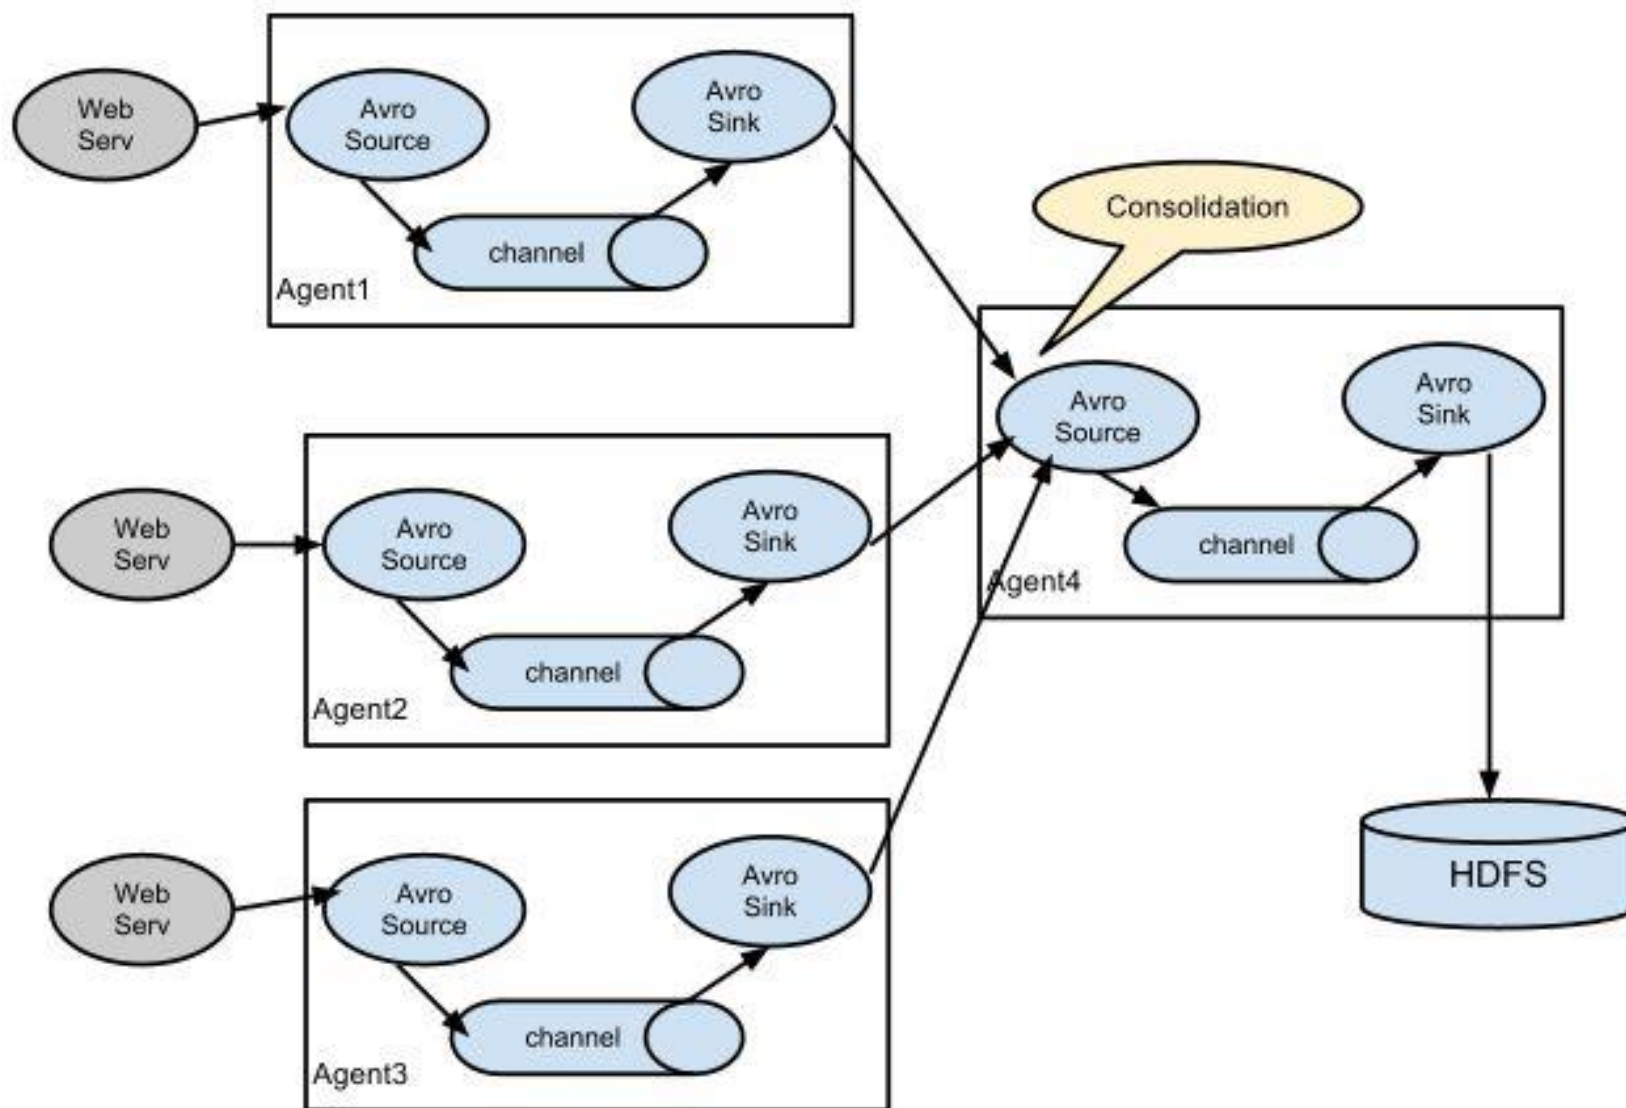 Web
Serv
Avro
Source
Avro
Sink
channel
Agent1
Consolidation
Web
Serv
Avro
Source
Avro
Sink
channel
Agent2
Avro
Source
Avro
Sink
channel
Agent4
Web
Serv
Avro
Source
Avro
Sink
channel
Agent3
HDFS